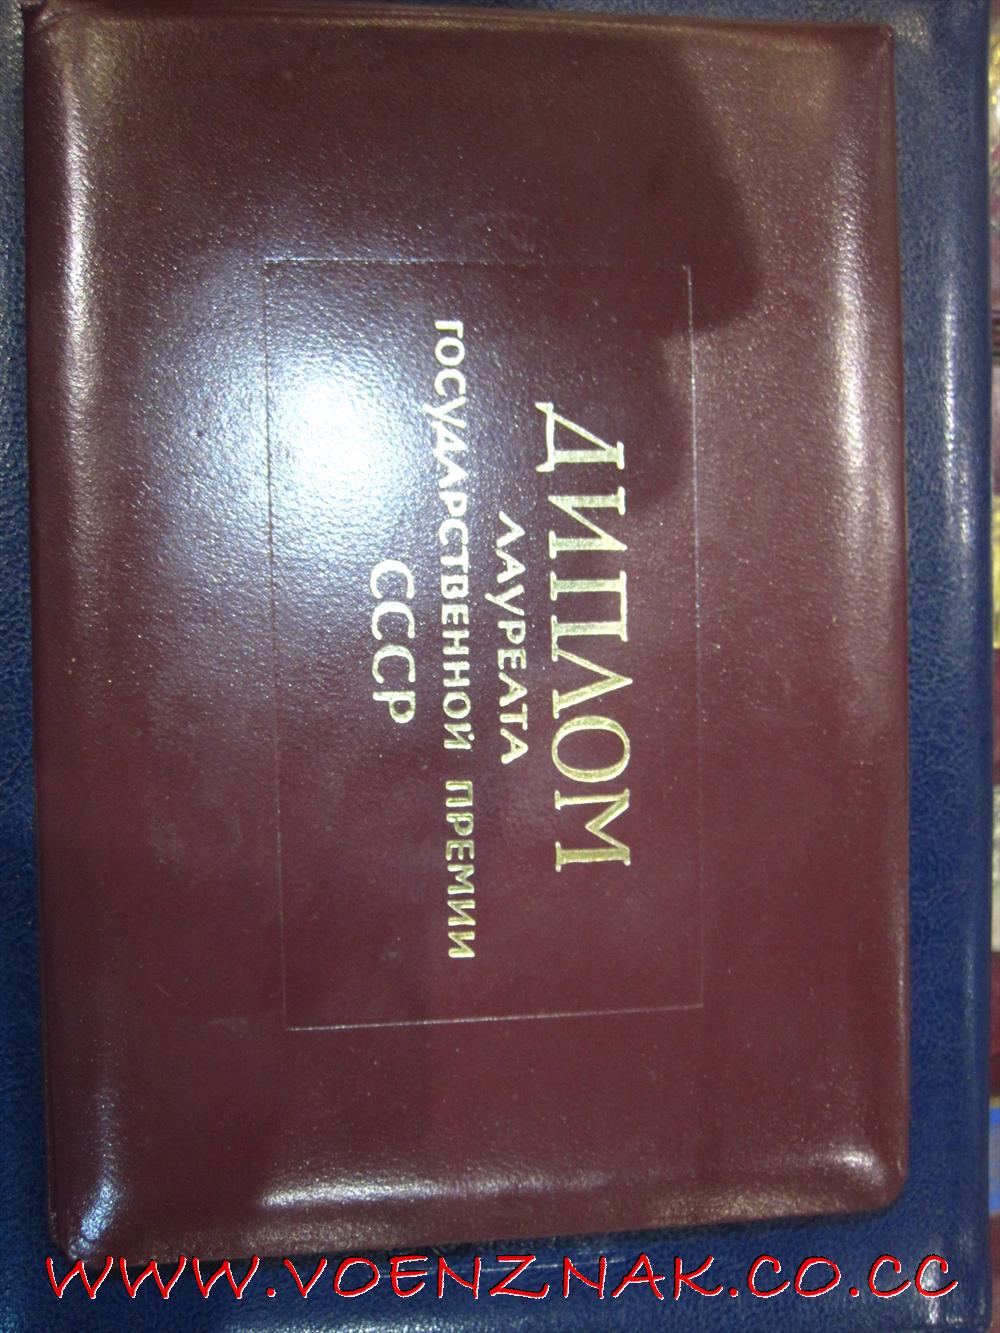 ДИПЛОМ
ЛАУРЕАТА
ГОСУДАРСТВЕННОЙ ПРЕМИИ
СССР
WWW.VOENZNAK.CO.CC